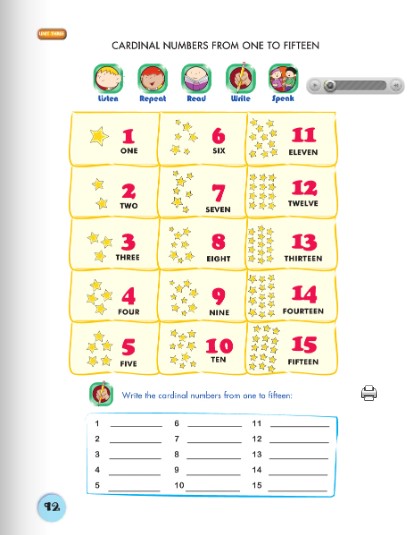 CARDINAL NUMBERS FROM ONE TO FIFTEEN
Listen Repeat Read Write Speak
1 6 11
ONE SIX ELEVEN
2 7 12
TWO SEVEN TWELVE
3 8 13
THREE EIGHT THIRTEEN
4 9 14
FOUR NINE FOURTEEN
5 10 15
FIVE TEN FIFTEEN
Write the cardinal numbers from one to fifteen:
1 ________ 6 ________ 11 ________
2 ________ 7 ________ 12 ________
3 ________ 8 ________ 13 ________
4 ________ 9 ________ 14 ________
5 ________ 10 ________ 15 ________
12